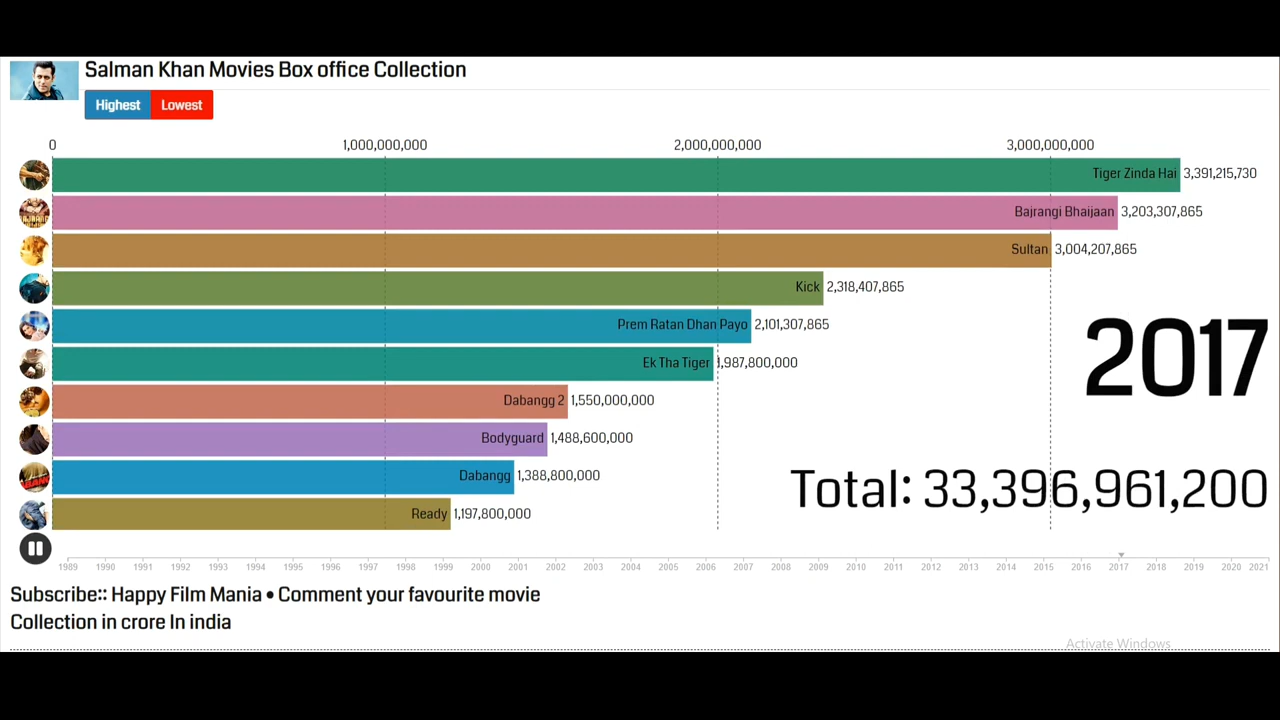 Salman Khan Movies Box office Collection
Highest Lowest
0 1,000,000,000 2,000,000,000 3,000,000,000
Tiger Zinda Hai 3,391,215,730
Bajrangi Bhaijaan 3,203,307,865
Sultan 3,004,207,865
Kick 2,318,407,865
Prem Ratan Dhan Payo 2,101,307,865
Ek Tha Tiger 1,987,800,000
2017
Dabangg 2 1,550,000,000
Bodyguard 1,488,600,000
Dabangg 1,388,800,000
Total: 33,396,961,200
Ready 1,197,800,000
1989 1990 1991 1992 1993 1994 1995 1996 1997 1998 1999 2000 2001 2002 2003 2004 2005 2006 2007 2008 2009 2010 2011 2012 2013 2014 2015 2016 2017 2018 2019 2020 2021
Subscribe:: Happy Film Mania • Comment your favourite movie
Collection in crore In india
Activate Windows